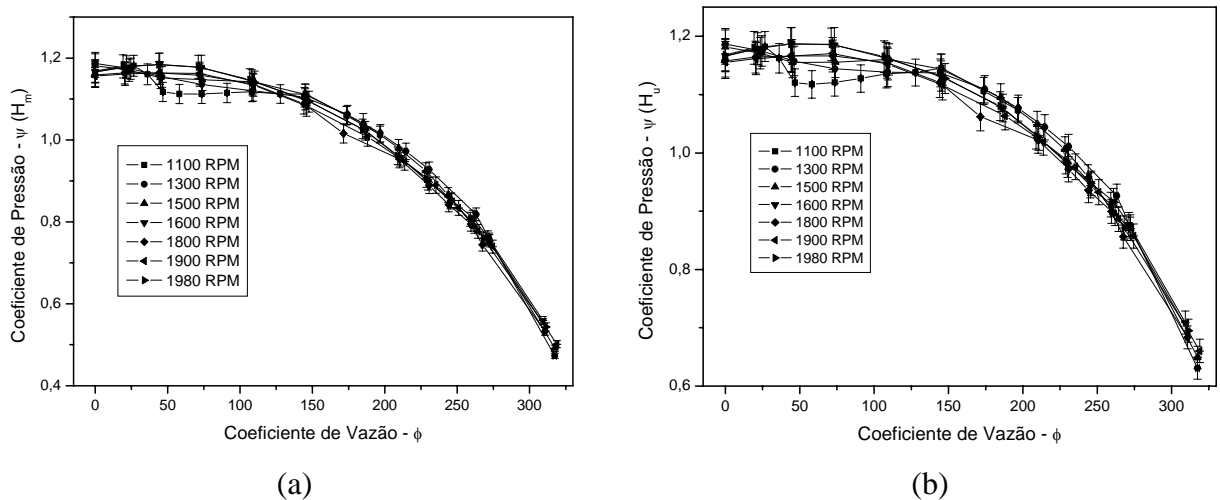 1,2
1,0
0,8
0,6
0,4
Coeficiente de Pressão - ψ (Hm)
1100 RPM
1300 RPM
1500 RPM
1600 RPM
1800 RPM
1900 RPM
1980 RPM
0 50 100 150 200 250 300
Coeficiente de Vazão - ϕ
(a)
1,2
1,0
0,8
0,6
Coeficiente de Pressão - ψ (Hu)
1100 RPM
1300 RPM
1500 RPM
1600 RPM
1800 RPM
1900 RPM
1980 RPM
0 50 100 150 200 250 300
Coeficiente de Vazão - ϕ
(b)